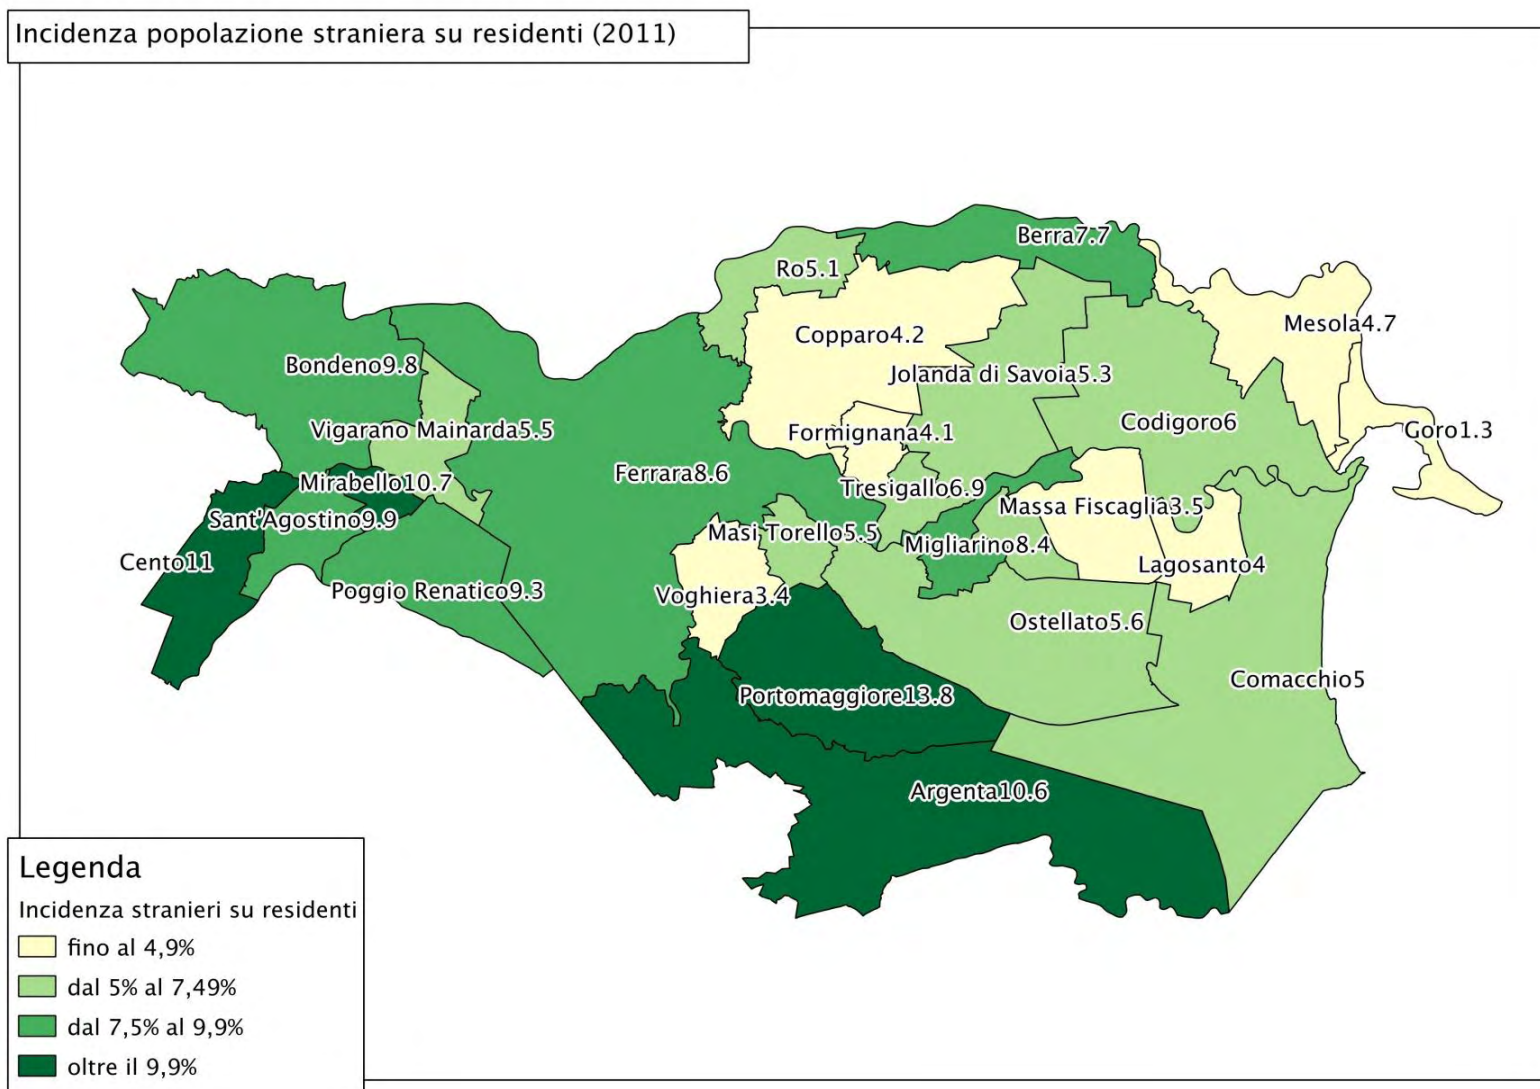 Incidenza popolazione straniera su residenti (2011)
Berra7.7
Ro5.1
Mesola4.7
Copparo4.2
Bondeno9.8
Jolanda di Savoia5.3
Codigoro6
Vigarano Mainarda5.5
Formignana4.1
Goro1.3
Ferrara8.6
Mirabello10.7
Tresigallo6.9
Massa Fiscaglia3.5
Sant'Agostino9.9
Masi Torello5.5
Migliarino8.4
Cento11
Lagosanto4
Poggio Renatico9.3
Voghiera3.4
Ostellato5.6
Comacchio5
Portomaggiore13.8
Argenta10.6
Legenda
Incidenza stranieri su residenti
fino al 4,9%
dal 5% al 7,49%
dal 7,5% al 9,9%
oltre il 9,9%